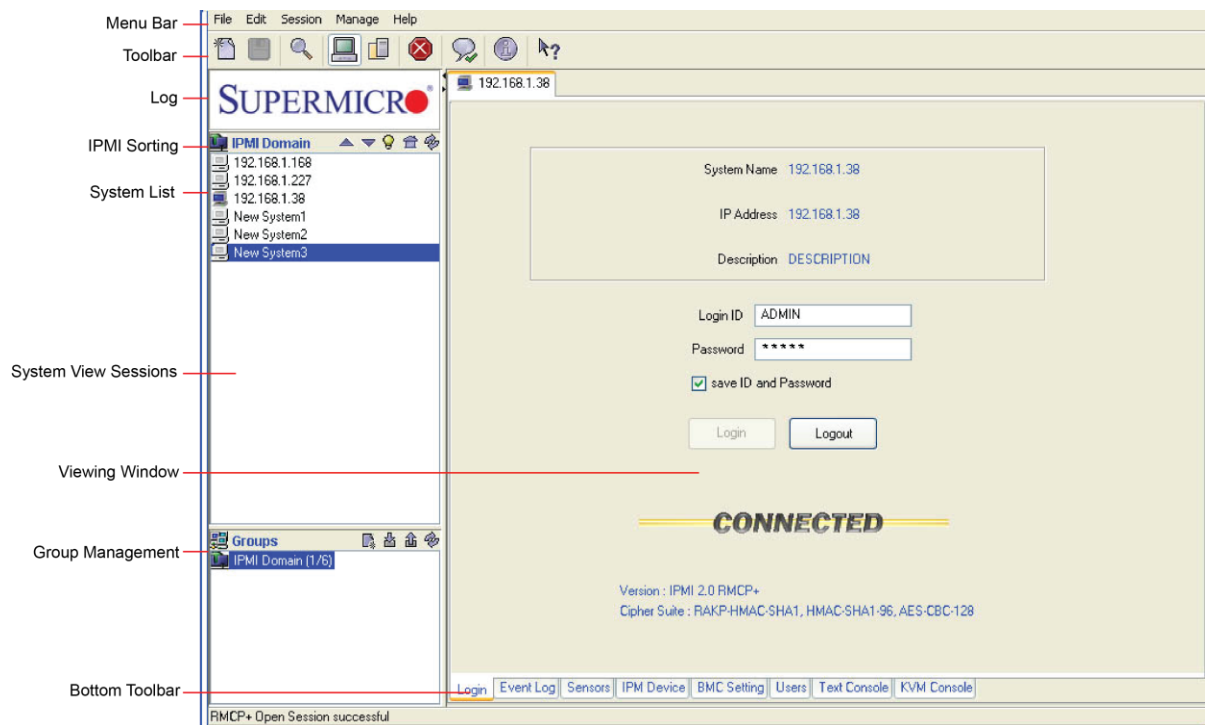 Menu Bar
File Edit Session Manage Help
Toolbar
Log
SUPERMICRO
192.168.1.38
IPMI Sorting
IPMI Domain
System List
192.168.1.168
192.168.1.227
192.168.1.38
New System1
New System2
New System3
System Name 192.168.1.38
IP Address 192.168.1.38
Description DESCRIPTION
Login ID ADMIN
Password *****
save ID and Password
Login Logout
System View Sessions
Viewing Window
CONNECTED
Group Management
Groups
IPMI Domain (1/6)
Version : IPMI 2.0 RMCP+
Cipher Suite : RAKP-HMAC-SHA1, HMAC-SHA1-96, AES-CBC-128
Bottom Toolbar
Login Event Log Sensors IPM Device BMC Setting Users Text Console KVM Console
RMCP+ Open Session successful